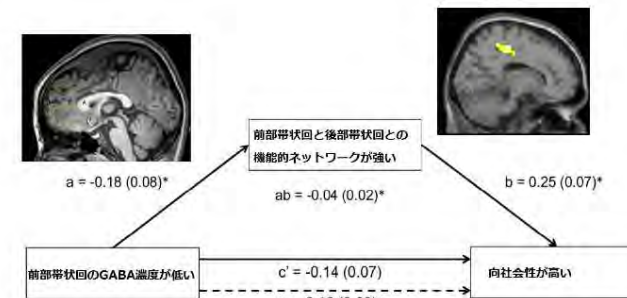 前部帯状回と後部帯状回との
機能的ネットワークが強い
a = -0.18 (0.08)*
ab = -0.04 (0.02)*
b = 0.25 (0.07)*
前部帯状回のGABA濃度が低い
c' = -0.14 (0.07)
向社会性が高い